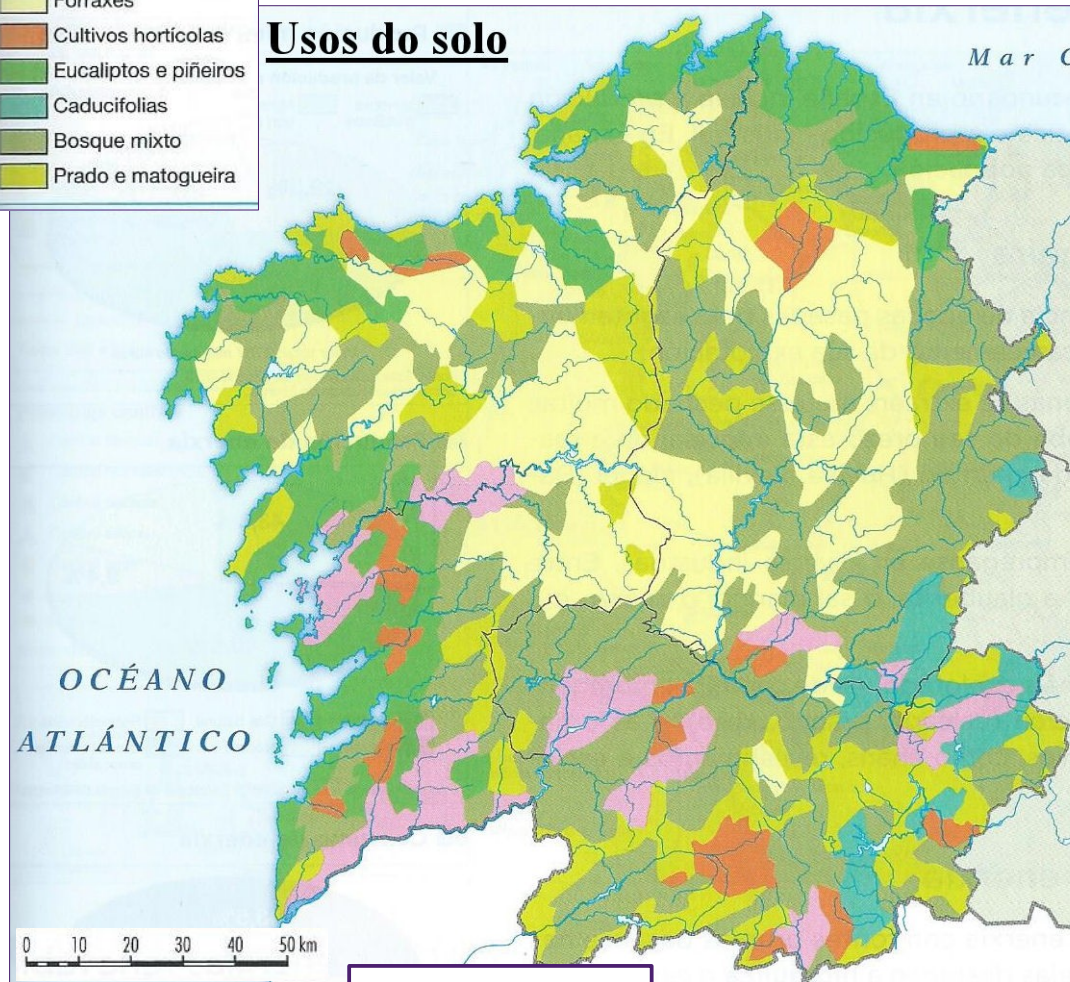 Forraxes
Cultivos hortícolas
Eucaliptos e piñeiros
Caducifolias
Bosque mixto
Prado e matogueira
Usos do solo
Mar C
OCÉANO
ATLÁNTICO
0 10 20 30 40 50 km